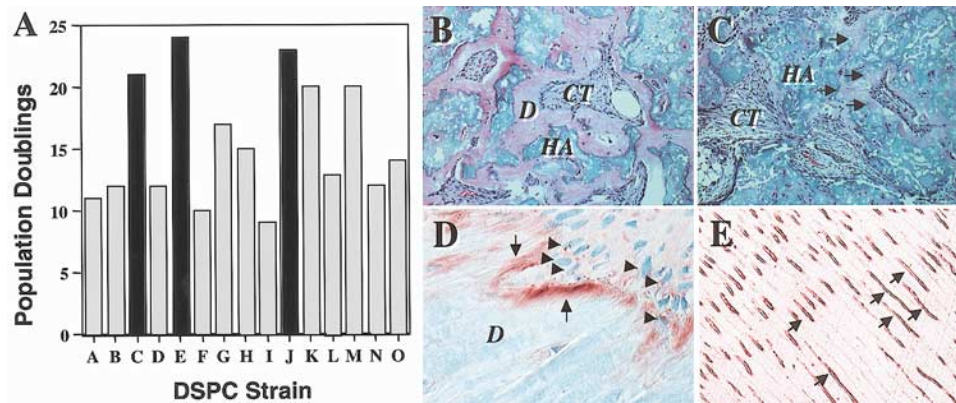 A
Population Doublings
25
20
15
10
5
0
A B C D E F G H I J K L M N O
DSPC Strain
B
D
CT
HA
C
HA
CT
D
D
E